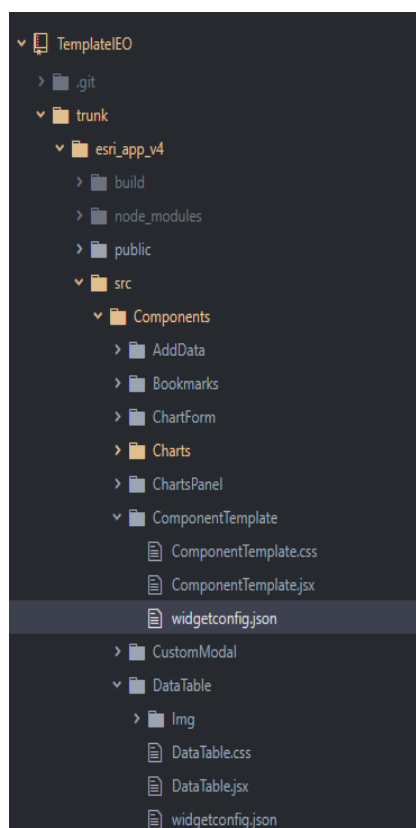 TemplateIEO
.git
trunk
esri_app_v4
build
node_modules
public
src
Components
AddData
Bookmarks
ChartForm
Charts
ChartsPanel
ComponentTemplate
ComponentTemplate.css
ComponentTemplate.jsx
widgetconfig.json
CustomModal
DataTable
Img
DataTable.css
DataTable.jsx
widgetconfig.json